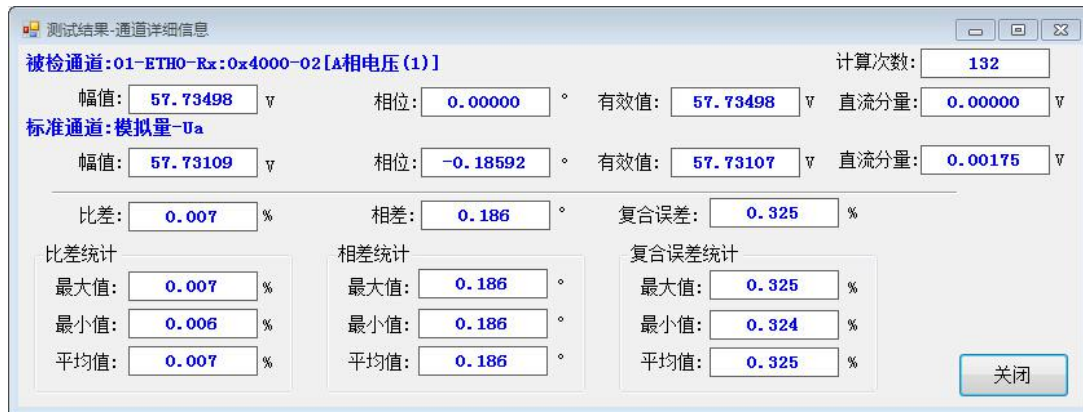 测试结果-通道详细信息
被检通道:01-ETHO-Rx:0x4000-02[A相电压(1)] 计算次数: 132
幅值: 57.73498 V 相位: 0.00000 ° 有效值: 57.73498 V 直流分量: 0.00000 V
标准通道:模拟量-Ua
幅值: 57.73109 V 相位: -0.18592 ° 有效值: 57.73107 V 直流分量: 0.00175 V
比差: 0.007 % 相差: 0.186 ° 复合误差: 0.325 %
比差统计 相差统计 复合误差统计
最大值: 0.007 % 最大值: 0.186 ° 最大值: 0.325 %
最小值: 0.006 % 最小值: 0.186 ° 最小值: 0.324 %
平均值: 0.007 % 平均值: 0.186 ° 平均值: 0.325 %
关闭